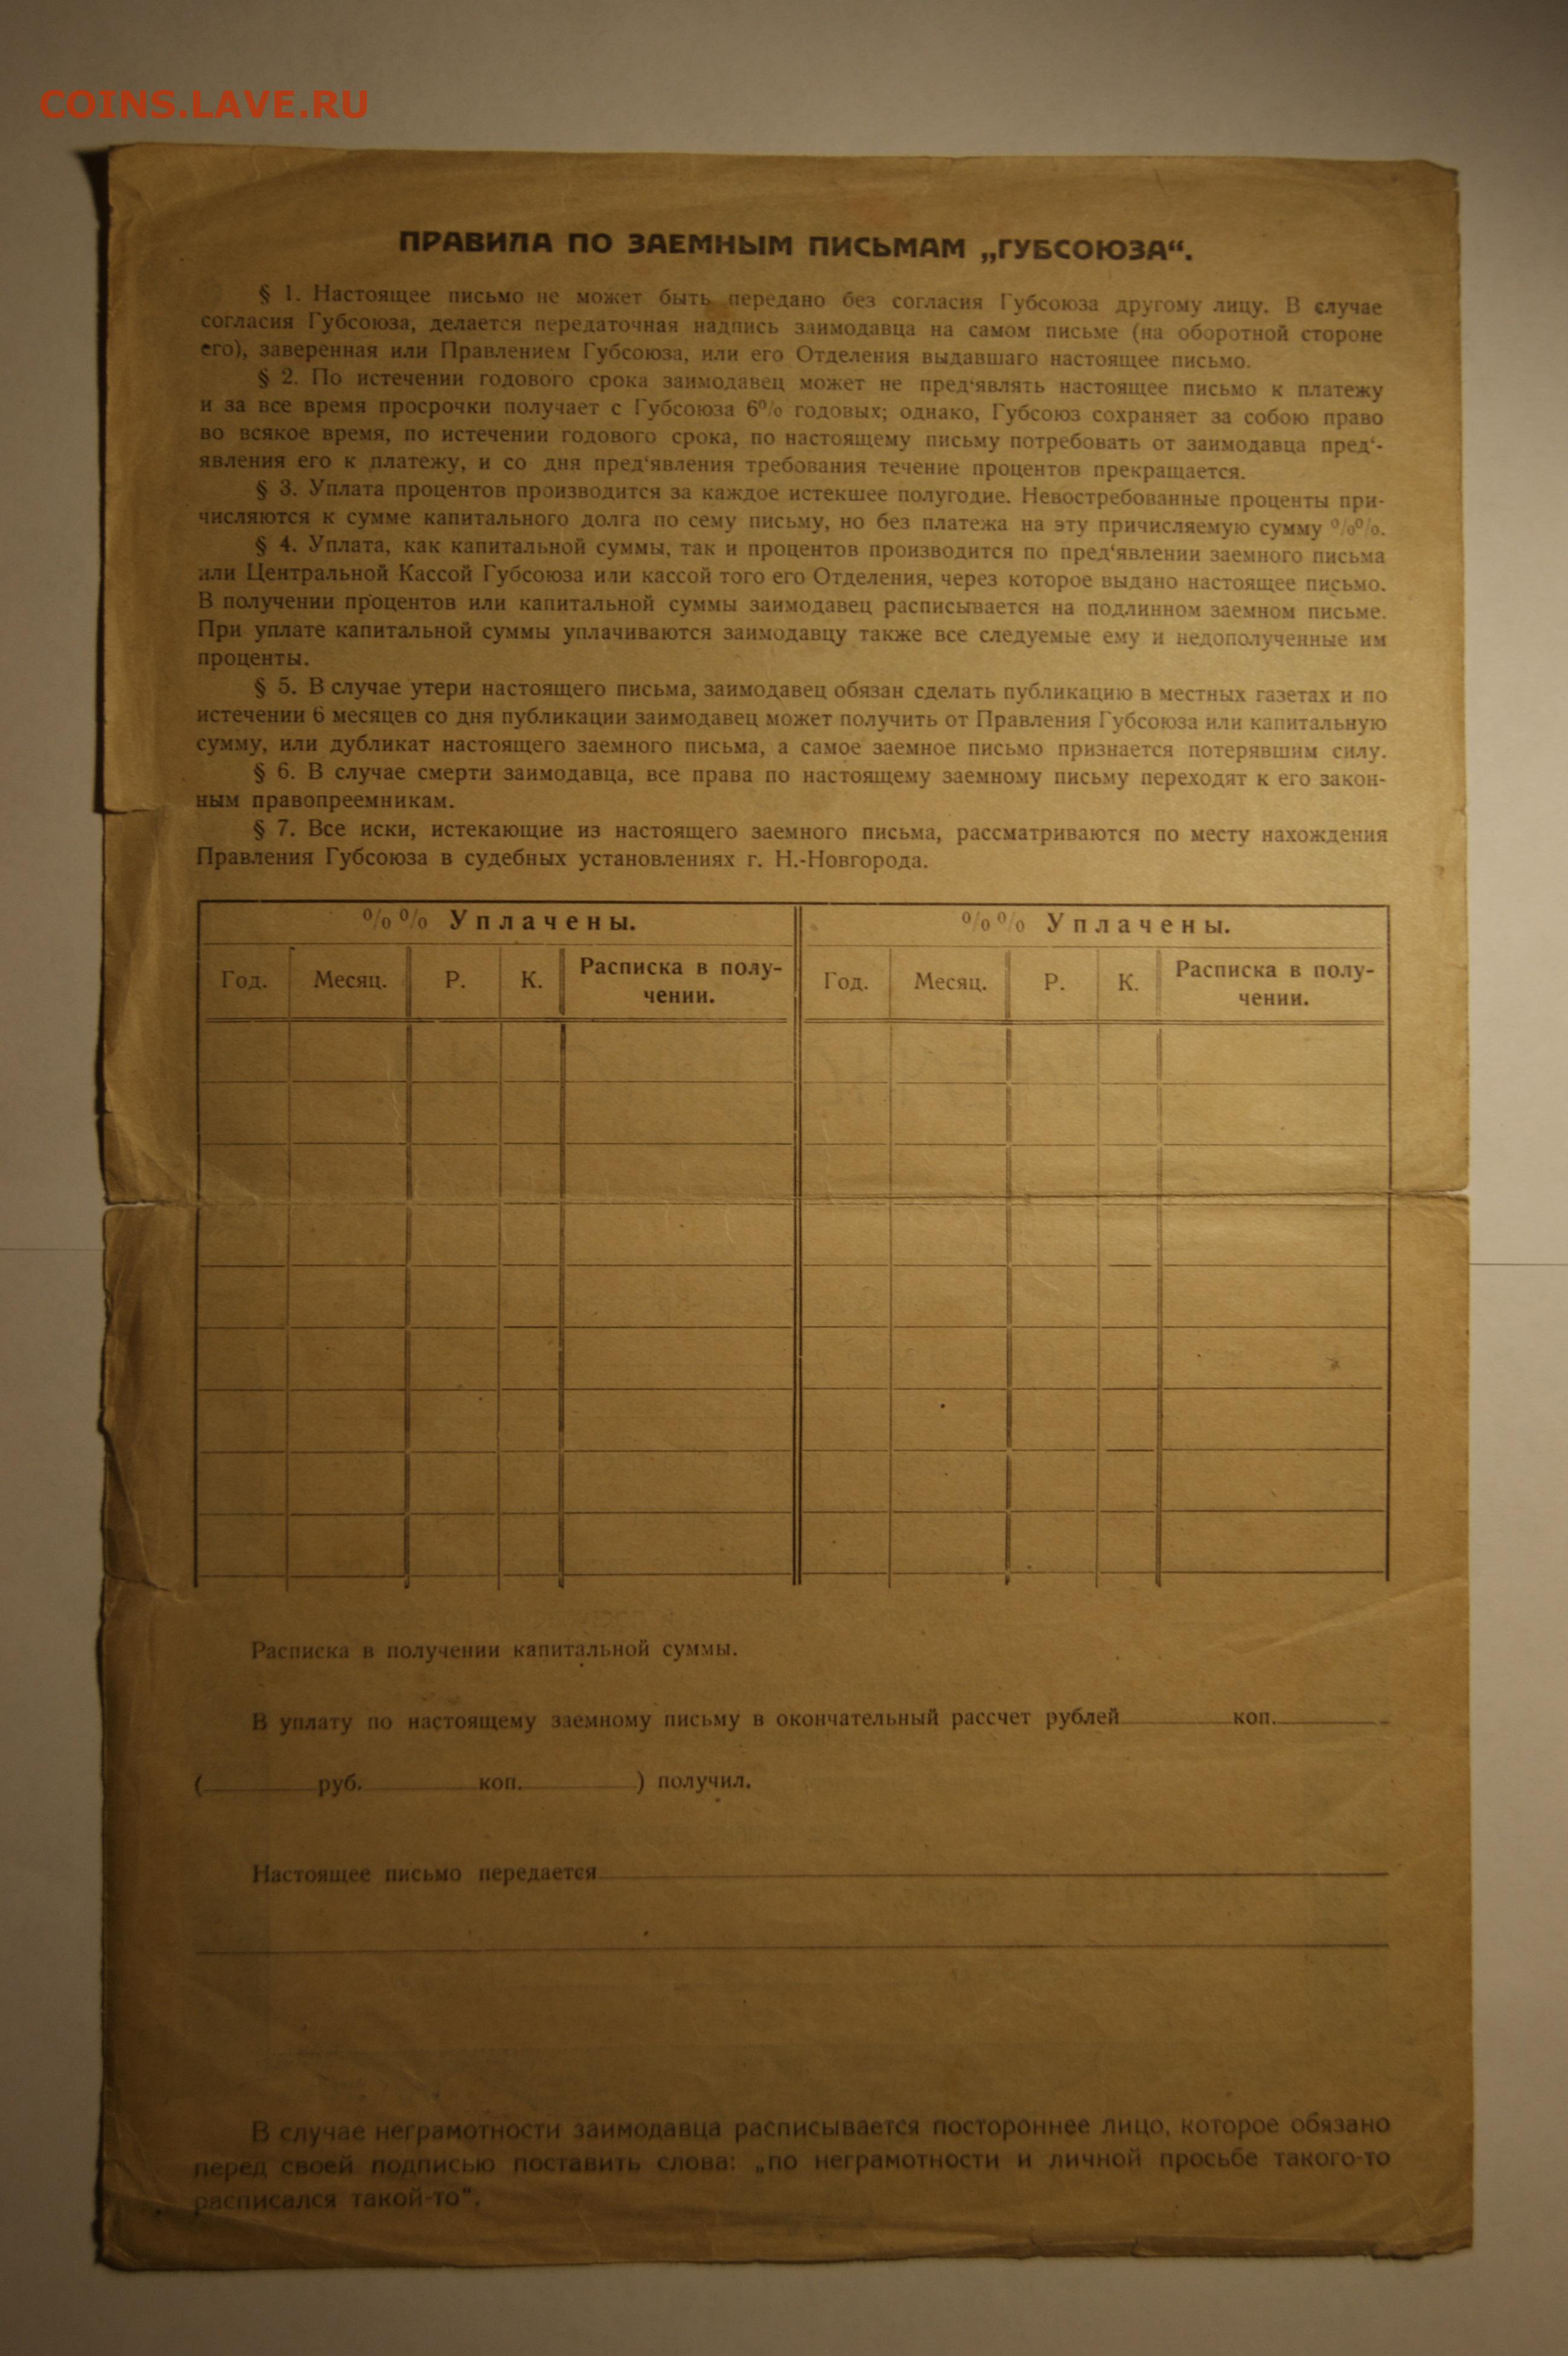 COINS.LAVE.RU
ПРАВИЛА ПО ЗАЕМНЫМ ПИСЬМАМ „ГУБСОЮЗА“.
§ 1. Настоящее письмо не может быть передано без согласия Губсоюза другому лицу. В случае
согласия Губсоюза, делается передаточная надпись заимодавца на самом письме (на оборотной стороне
его), заверенная или Правлением Губсоюза, или его Отделения выдавшаго настоящее письмо.
§ 2. По истечении годового срока заимодавец может не пред‘являть настоящее письмо к платежу
и за все время просрочки получает с Губсоюза 6% годовых; однако, Губсоюз сохраняет за собою право
во всякое время, по истечении годового срока, по настоящему письму потребовать от заимодавца пред‘-
явления его к платежу, и со дня пред‘явления требования течение процентов прекращается.
§ 3. Уплата процентов производится за каждое истекшее полугодие. Невостребованные проценты при-
числяются к сумме капитального долга по сему письму, но без платежа на эту причисляемую сумму %%.
§ 4. Уплата, как капитальной суммы, так и процентов производится по пред‘явлении заемного письма
или Центральной Кассой Губсоюза или кассой того его Отделения, через которое выдано настоящее письмо.
В получении процентов или капитальной суммы заимодавец расписывается на подлинном заемном письме.
При уплате капитальной суммы уплачиваются заимодавцу также все следуемые ему и недополученные им
проценты.
§ 5. В случае утери настоящего письма, заимодавец обязан сделать публикацию в местных газетах и по
истечении 6 месяцев со дня публикации заимодавец может получить от Правления Губсоюза или капитальную
сумму, или дубликат настоящего заемного письма, а самое заемное письмо признается потерявшим силу.
§ 6. В случае смерти заимодавца, все права по настоящему заемному письму переходят к его закон-
ным правопреемникам.
§ 7. Все иски, истекающие из настоящего заемного письма, рассматриваются по месту нахождения
Правления Губсоюза в судебных установлениях г. Н.-Новгорода.
%% Уплачены. %% Уплачены.
Год. Месяц. Р. К. Расписка в полу-
чении. Год. Месяц. Р. К. Расписка в полу-
чении.
Расписка в получении капитальной суммы.
В уплату по настоящему заемному письму в окончательный рассчет рублей коп.
( руб. коп. ) получил.
Настоящее письмо передается
В случае неграмотности заимодавца расписывается постороннее лицо, которое обязано
перед своей подписью поставить слова: „по неграмотности и личной просьбе такого-то
расписался такой-то“.